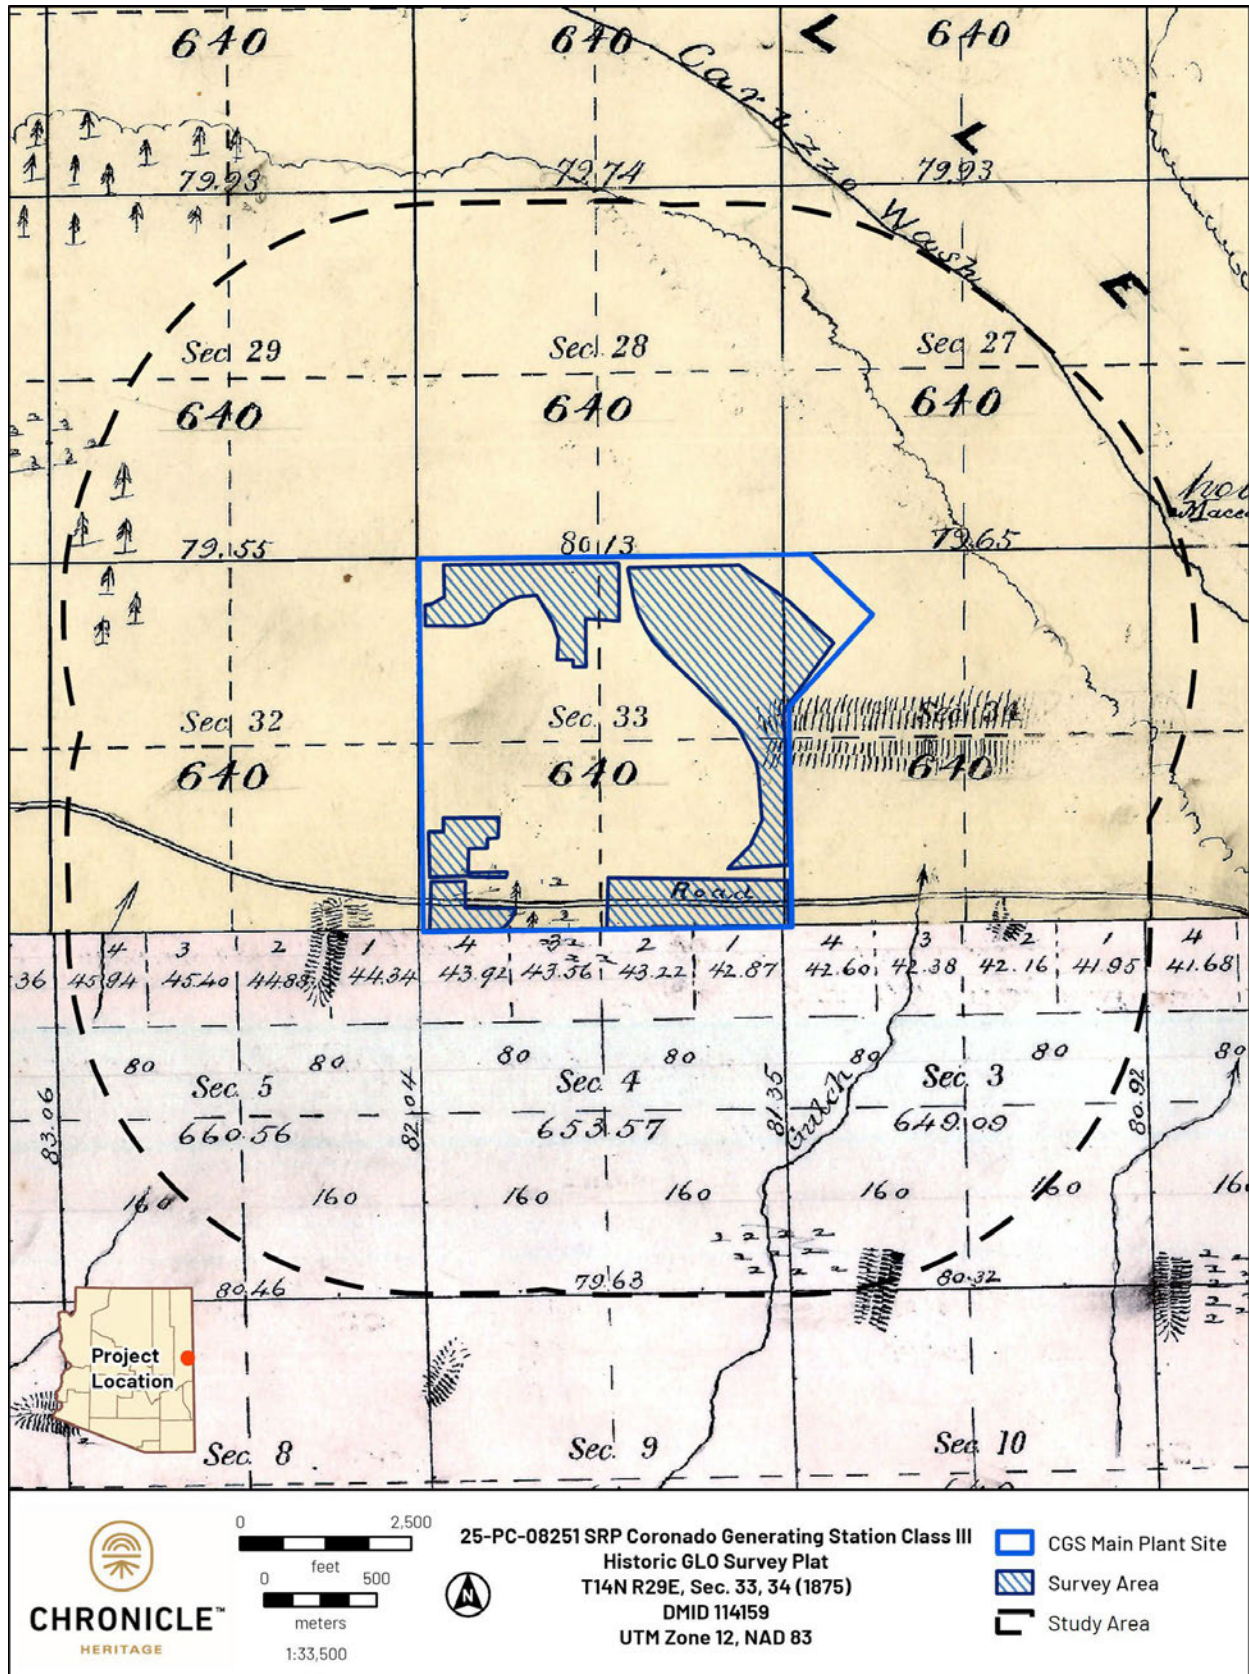 640 640 640
L
Carrizzo Wash
L
79.93 79.74 79.93
E
Sec. 29 Sec. 28 Sec. 27
640 640 640
79.55 80.13 79.65
Sec. 32 Sec. 33 Sec. 34
640 640 640
Road
4 3 2 1 4 3 2 1 4 3 2 1 4
36 45.94 45.40 44.88 44.34 43.92 43.56 43.22 42.87 42.60 42.38 42.16 41.95 41.68
80 80 80 80 80 80 80
Sec. 5 Sec. 4 Sec. 3
83.06 82.04 81.35 Gulch 80.92
660.56 653.57 649.09
160 160 160 160 160 160
80.46 79.63 80.32
Project
Location
Sec. 8 Sec. 9 Sec. 10
0 2,500
feet
0 500
meters
1:33,500
CHRONICLE™
HERITAGE
N
25-PC-08251 SRP Coronado Generating Station Class III
Historic GLO Survey Plat
T14N R29E, Sec. 33, 34 (1875)
DMID 114159
UTM Zone 12, NAD 83
CGS Main Plant Site
Survey Area
Study Area